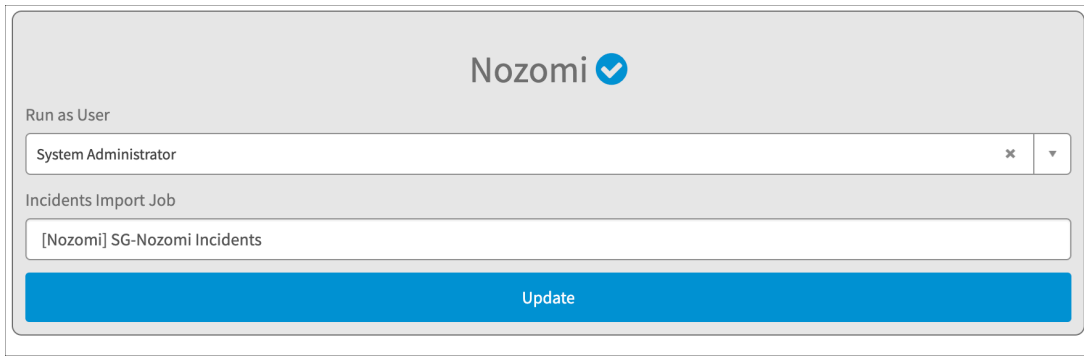 Nozomi
Run as User
System Administrator
Incidents Import Job
[Nozomi] SG-Nozomi Incidents
Update